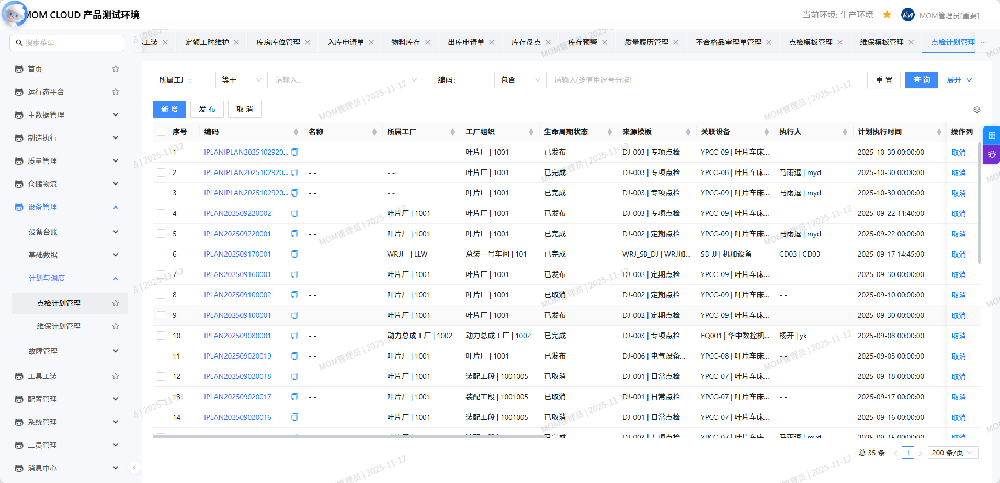 MOM CLOUD 产品测试环境
当前环境: 生产环境
MOM管理员[重要]
搜索菜单
工装
定额工时维护
库房库位管理
入库申请单
物料库存
出库申请单
库存盘点
库存预警
质量履历管理
不合格品审理单管理
点检模板管理
维保模板管理
点检计划管理
首页
运行态平台
主数据管理
制造执行
质量管理
仓储物流
设备管理
设备台账
基础数据
计划与调度
点检计划管理
维保计划管理
故障管理
工具工装
配置管理
系统管理
三员管理
消息中心
所属工厂: 等于 请输入... 编码: 包含 请输入(多值用逗号分隔) 重 置 查 询 展开
新 增 发 布 取 消
序号 编码 名称 所属工厂 工厂组织 生命周期状态 来源模板 关联设备 执行人 计划执行时间 操作列
1 IPLANIPLAN2025102920... - - - - 叶片厂 | 1001 已发布 DJ-003 | 专项点检 YPCC-09 | 叶片车床... - - 2025-10-30 00:00:00 取消
2 IPLANIPLAN2025102920... - - - - 叶片厂 | 1001 已完成 DJ-003 | 专项点检 YPCC-08 | 叶片车床... 马雨逗 | myd 2025-10-30 00:00:00 取消
3 IPLANIPLAN2025102920... - - - - 叶片厂 | 1001 已完成 DJ-003 | 专项点检 YPCC-09 | 叶片车床... 马雨逗 | myd 2025-10-30 00:00:00 取消
4 IPLAN202509220002 - - 叶片厂 | 1001 叶片厂 | 1001 已发布 DJ-003 | 专项点检 YPCC-09 | 叶片车床... - - 2025-09-22 11:40:00 取消
5 IPLAN202509220001 - - 叶片厂 | 1001 叶片厂 | 1001 已完成 DJ-002 | 定期点检 YPCC-09 | 叶片车床... 马雨逗 | myd 2025-09-22 00:00:00 取消
6 IPLAN202509170001 - - WRJ厂 | LLW 总装一号车间 | 101 已完成 WRJ_SB_DJ | WRJ加... SB-JJ | 机加设备 CD03 | CD03 2025-09-17 14:45:00 取消
7 IPLAN202509160001 - - 叶片厂 | 1001 叶片厂 | 1001 已发布 DJ-002 | 定期点检 YPCC-09 | 叶片车床... - - 2025-09-30 00:00:00 取消
8 IPLAN202509100002 - - 叶片厂 | 1001 叶片厂 | 1001 已取消 DJ-002 | 定期点检 YPCC-09 | 叶片车床... - - 2025-09-10 00:00:00 取消
9 IPLAN202509100001 - - 叶片厂 | 1001 叶片厂 | 1001 已发布 DJ-002 | 定期点检 YPCC-09 | 叶片车床... - - 2025-09-30 00:00:00 取消
10 IPLAN202509080001 - - 动力总成工厂 | 1002 动力总成工厂 | 1002 已完成 DJ-003 | 专项点检 EQ001 | 华中数控机... 杨开 | yk 2025-09-08 00:00:00 取消
11 IPLAN202509020019 - - 叶片厂 | 1001 叶片厂 | 1001 已发布 DJ-006 | 电气设备... YPCC-08 | 叶片车床... - - 2025-09-03 00:00:00 取消
12 IPLAN202509020018 - - 叶片厂 | 1001 装配工段 | 1001005 已取消 DJ-001 | 日常点检 YPCC-07 | 叶片车床... - - 2025-09-18 00:00:00 取消
13 IPLAN202509020017 - - 叶片厂 | 1001 装配工段 | 1001005 已取消 DJ-001 | 日常点检 YPCC-07 | 叶片车床... - - 2025-09-17 00:00:00 取消
14 IPLAN202509020016 - - 叶片厂 | 1001 装配工段 | 1001005 已取消 DJ-001 | 日常点检 YPCC-07 | 叶片车床... - - 2025-09-16 00:00:00 取消
总 35 条 1 200 条/页
MOM管理员 | 2025-11-12